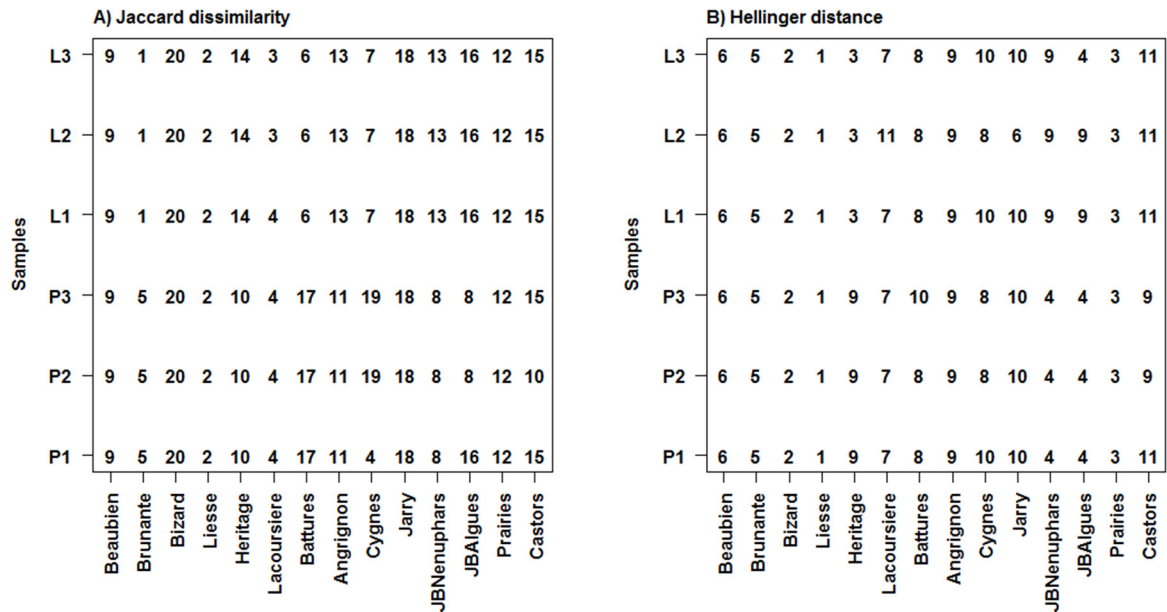 A) Jaccard dissimilarity
L3 9 1 20 2 14 3 6 13 7 18 13 16 12 15
L2 9 1 20 2 14 3 6 13 7 18 13 16 12 15
L1 9 1 20 2 14 4 6 13 7 18 13 16 12 15
P3 9 5 20 2 10 4 17 11 19 18 8 8 12 15
P2 9 5 20 2 10 4 17 11 19 18 8 8 12 10
P1 9 5 20 2 10 4 17 11 4 18 8 16 12 15
Samples
Beaubien
Brunante
Bizard
Liesse
Heritage
Lacoursiere
Battures
Angrignon
Cygnes
Jarry
JBNenuphars
JBAlgues
Prairies
Castors
B) Hellinger distance
L3 6 5 2 1 3 7 8 9 10 10 9 4 3 11
L2 6 5 2 1 3 11 8 9 8 6 9 9 3 11
L1 6 5 2 1 3 7 8 9 10 10 9 9 3 11
P3 6 5 2 1 9 7 10 9 8 10 4 4 3 9
P2 6 5 2 1 9 7 8 9 8 10 4 4 3 9
P1 6 5 2 1 9 7 8 9 10 10 4 4 3 11
Samples
Beaubien
Brunante
Bizard
Liesse
Heritage
Lacoursiere
Battures
Angrignon
Cygnes
Jarry
JBNenuphars
JBAlgues
Prairies
Castors